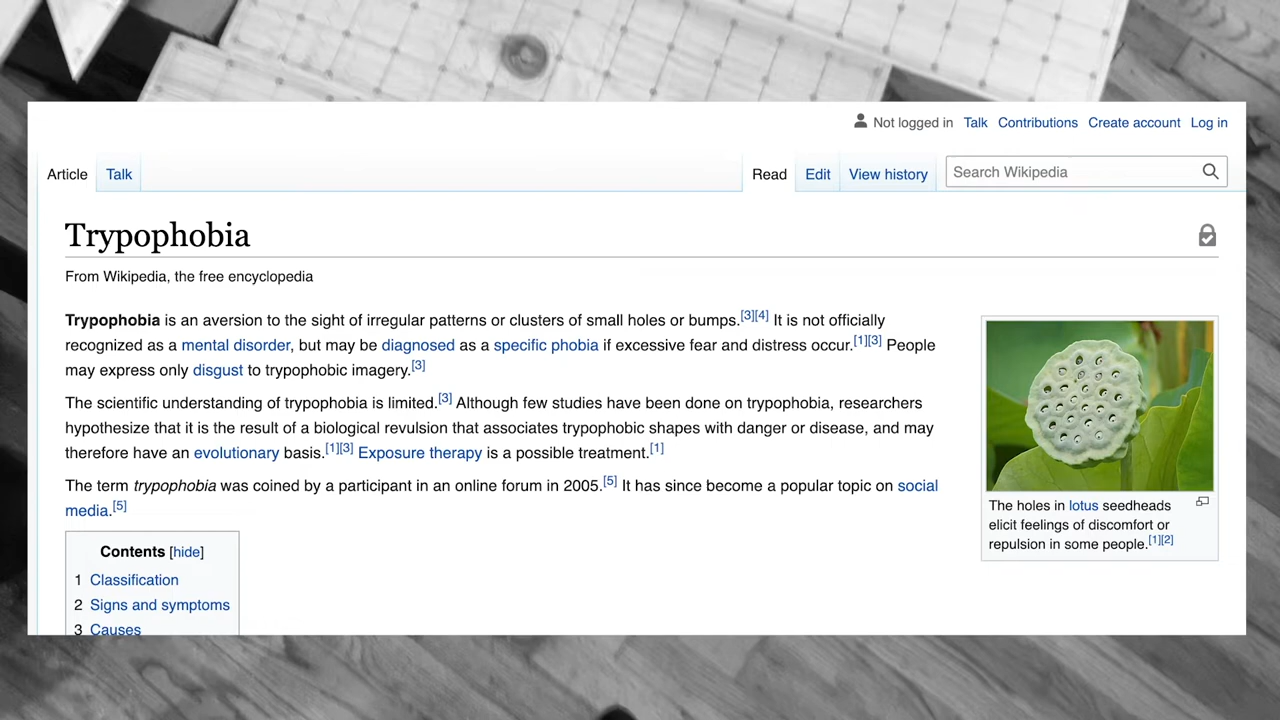 Not logged in Talk Contributions Create account Log in
Article Talk Read Edit View history Search Wikipedia
Trypophobia
From Wikipedia, the free encyclopedia
Trypophobia is an aversion to the sight of irregular patterns or clusters of small holes or bumps.[3][4] It is not officially
recognized as a mental disorder, but may be diagnosed as a specific phobia if excessive fear and distress occur.[1][3] People
may express only disgust to trypophobic imagery.[3]
The scientific understanding of trypophobia is limited.[3] Although few studies have been done on trypophobia, researchers
hypothesize that it is the result of a biological revulsion that associates trypophobic shapes with danger or disease, and may
therefore have an evolutionary basis.[1][3] Exposure therapy is a possible treatment.[1]
The term trypophobia was coined by a participant in an online forum in 2005.[5] It has since become a popular topic on social
media.[5]
The holes in lotus seedheads
elicit feelings of discomfort or
repulsion in some people.[1][2]
Contents [hide]
1 Classification
2 Signs and symptoms
3 Causes